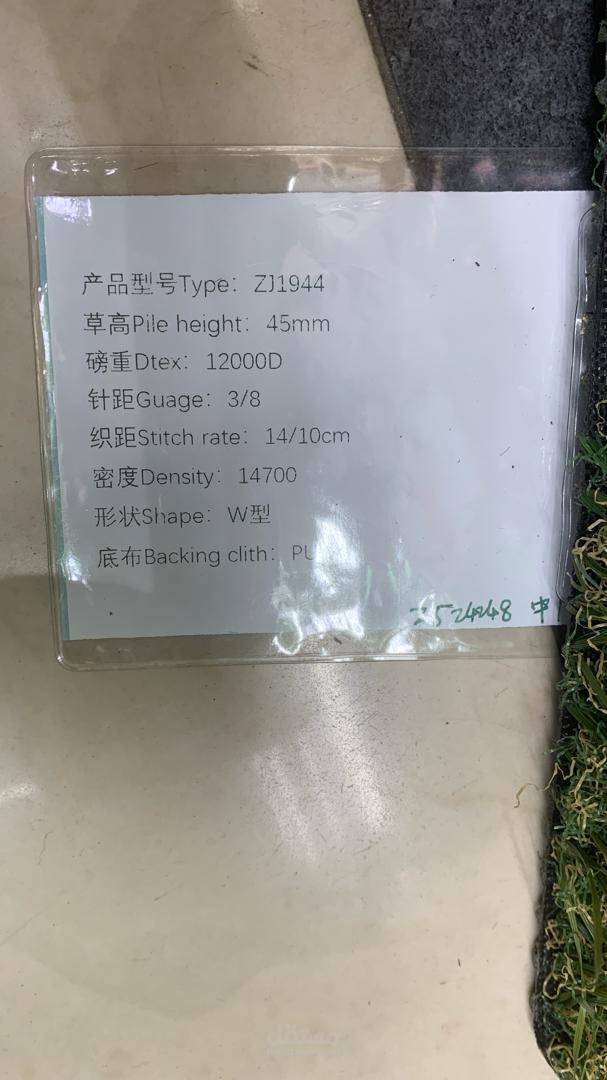 产品型号Type：ZJ1944
草高Pile height：45mm
磅重Dtex：12000D
针距Guage：3/8
织距Stitch rate：14/10cm
密度Density：14700
形状Shape：W型
底布Backing clith：PU
中
مستقل